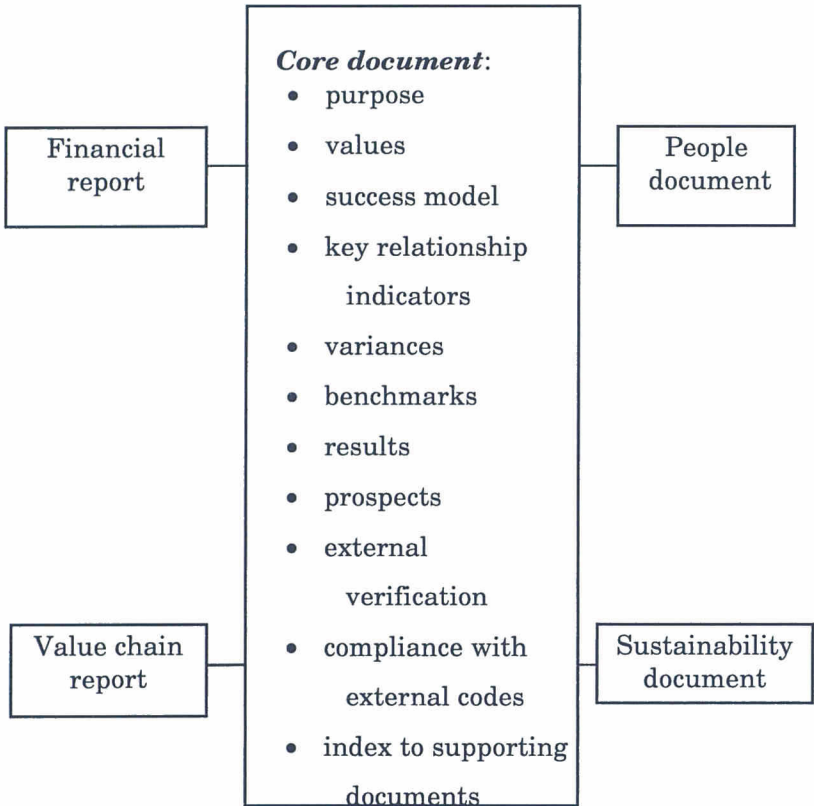 Core document:
• purpose
• values
• success model
• key relationship
indicators
• variances
• benchmarks
• results
• prospects
• external
verification
• compliance with
external codes
• index to supporting
documents
Financial
report
People
document
Value chain
report
Sustainability
document